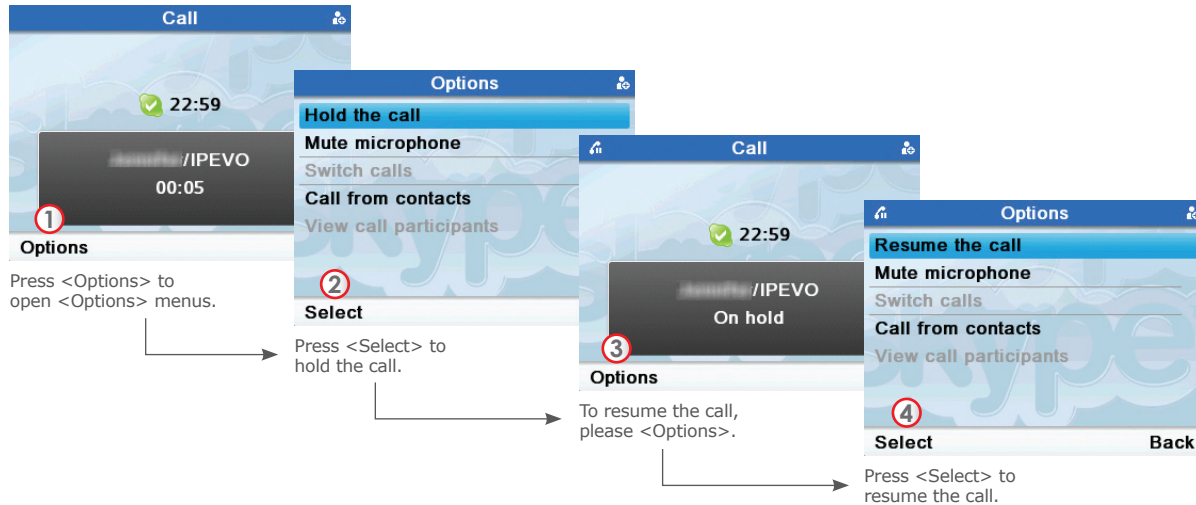 Call
22:59
/IPEVO
00:05
1
Options
Press <Options> to
open <Options> menus.
Options
Hold the call
Mute microphone
Switch calls
Call from contacts
View call participants
2
Select
Press <Select> to
hold the call.
Call
22:59
/IPEVO
On hold
3
Options
To resume the call,
please <Options>.
Options
Resume the call
Mute microphone
Switch calls
Call from contacts
View call participants
4
Select Back
Press <Select> to
resume the call.